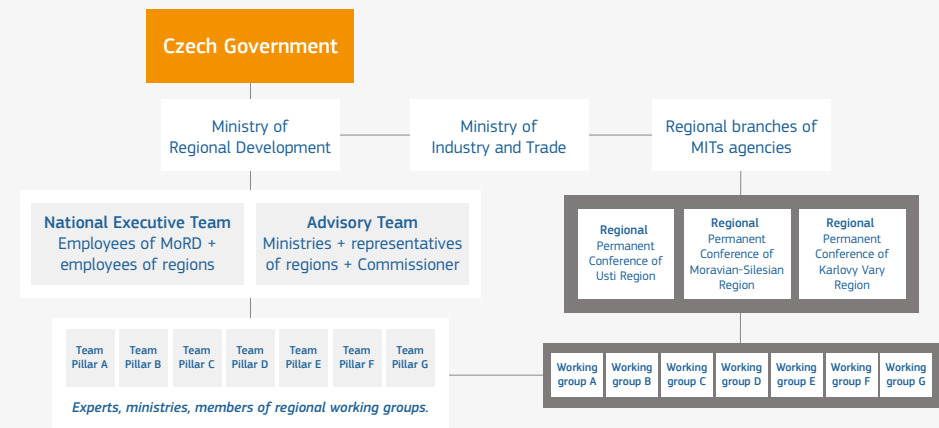 Czech Government
Ministry of
Regional Development
Ministry of
Industry and Trade
Regional branches of
MITs agencies
National Executive Team
Employees of MoRD +
employees of regions
Advisory Team
Ministries + representatives
of regions + Commissioner
Regional
Permanent
Conference of
Usti Region
Regional
Permanent
Conference of
Moravian-Silesian
Region
Regional
Permanent
Conference of
Karlovy Vary
Region
Team
Pillar A
Team
Pillar B
Team
Pillar C
Team
Pillar D
Team
Pillar E
Team
Pillar F
Team
Pillar G
Experts, ministries, members of regional working groups.
Working
group A
Working
group B
Working
group C
Working
group D
Working
group E
Working
group F
Working
group G